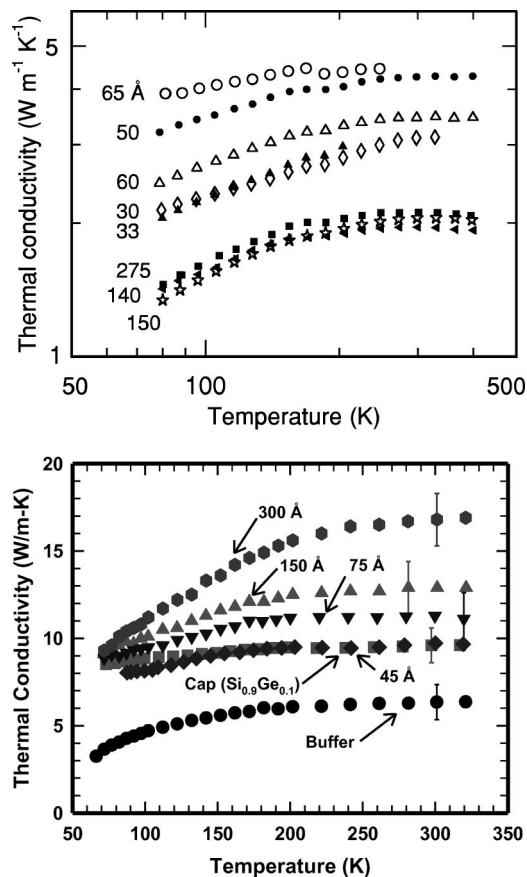 Thermal conductivity (W m⁻¹ K⁻¹)
5
65 Å
50
60
30
33
275
140
150
1
50
100
500
Temperature (K)
Thermal Conductivity (W/m-K)
20
15
10
5
0
300 Å
150 Å
75 Å
Cap (Si₀.₉Ge₀.₁)
45 Å
Buffer
50 100 150 200 250 300 350
Temperature (K)